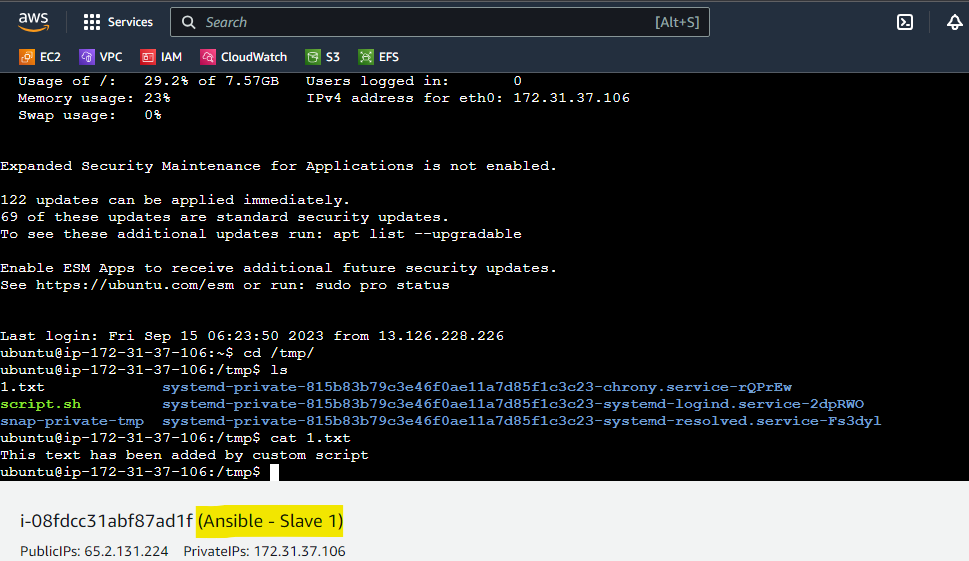 aws Services Search [Alt+S]
EC2 VPC IAM CloudWatch S3 EFS
Usage of /: 29.2% of 7.57GB Users logged in: 0
Memory usage: 23% IPv4 address for eth0: 172.31.37.106
Swap usage: 0%
Expanded Security Maintenance for Applications is not enabled.
122 updates can be applied immediately.
69 of these updates are standard security updates.
To see these additional updates run: apt list --upgradable
Enable ESM Apps to receive additional future security updates.
See https://ubuntu.com/esm or run: sudo pro status
Last login: Fri Sep 15 06:23:50 2023 from 13.126.228.226
ubuntu@ip-172-31-37-106:~$ cd /tmp/
ubuntu@ip-172-31-37-106:/tmp$ ls
1.txt systemd-private-815b83b79c3e46f0ae11a7d85f1c3c23-chrony.service-rQPrEw
script.sh systemd-private-815b83b79c3e46f0ae11a7d85f1c3c23-systemd-logind.service-2dpRWO
snap-private-tmp systemd-private-815b83b79c3e46f0ae11a7d85f1c3c23-systemd-resolved.service-Fs3dyl
ubuntu@ip-172-31-37-106:/tmp$ cat 1.txt
This text has been added by custom script
ubuntu@ip-172-31-37-106:/tmp$
i-08fdcc31abf87ad1f (Ansible - Slave 1)
PublicIPs: 65.2.131.224 PrivateIPs: 172.31.37.106